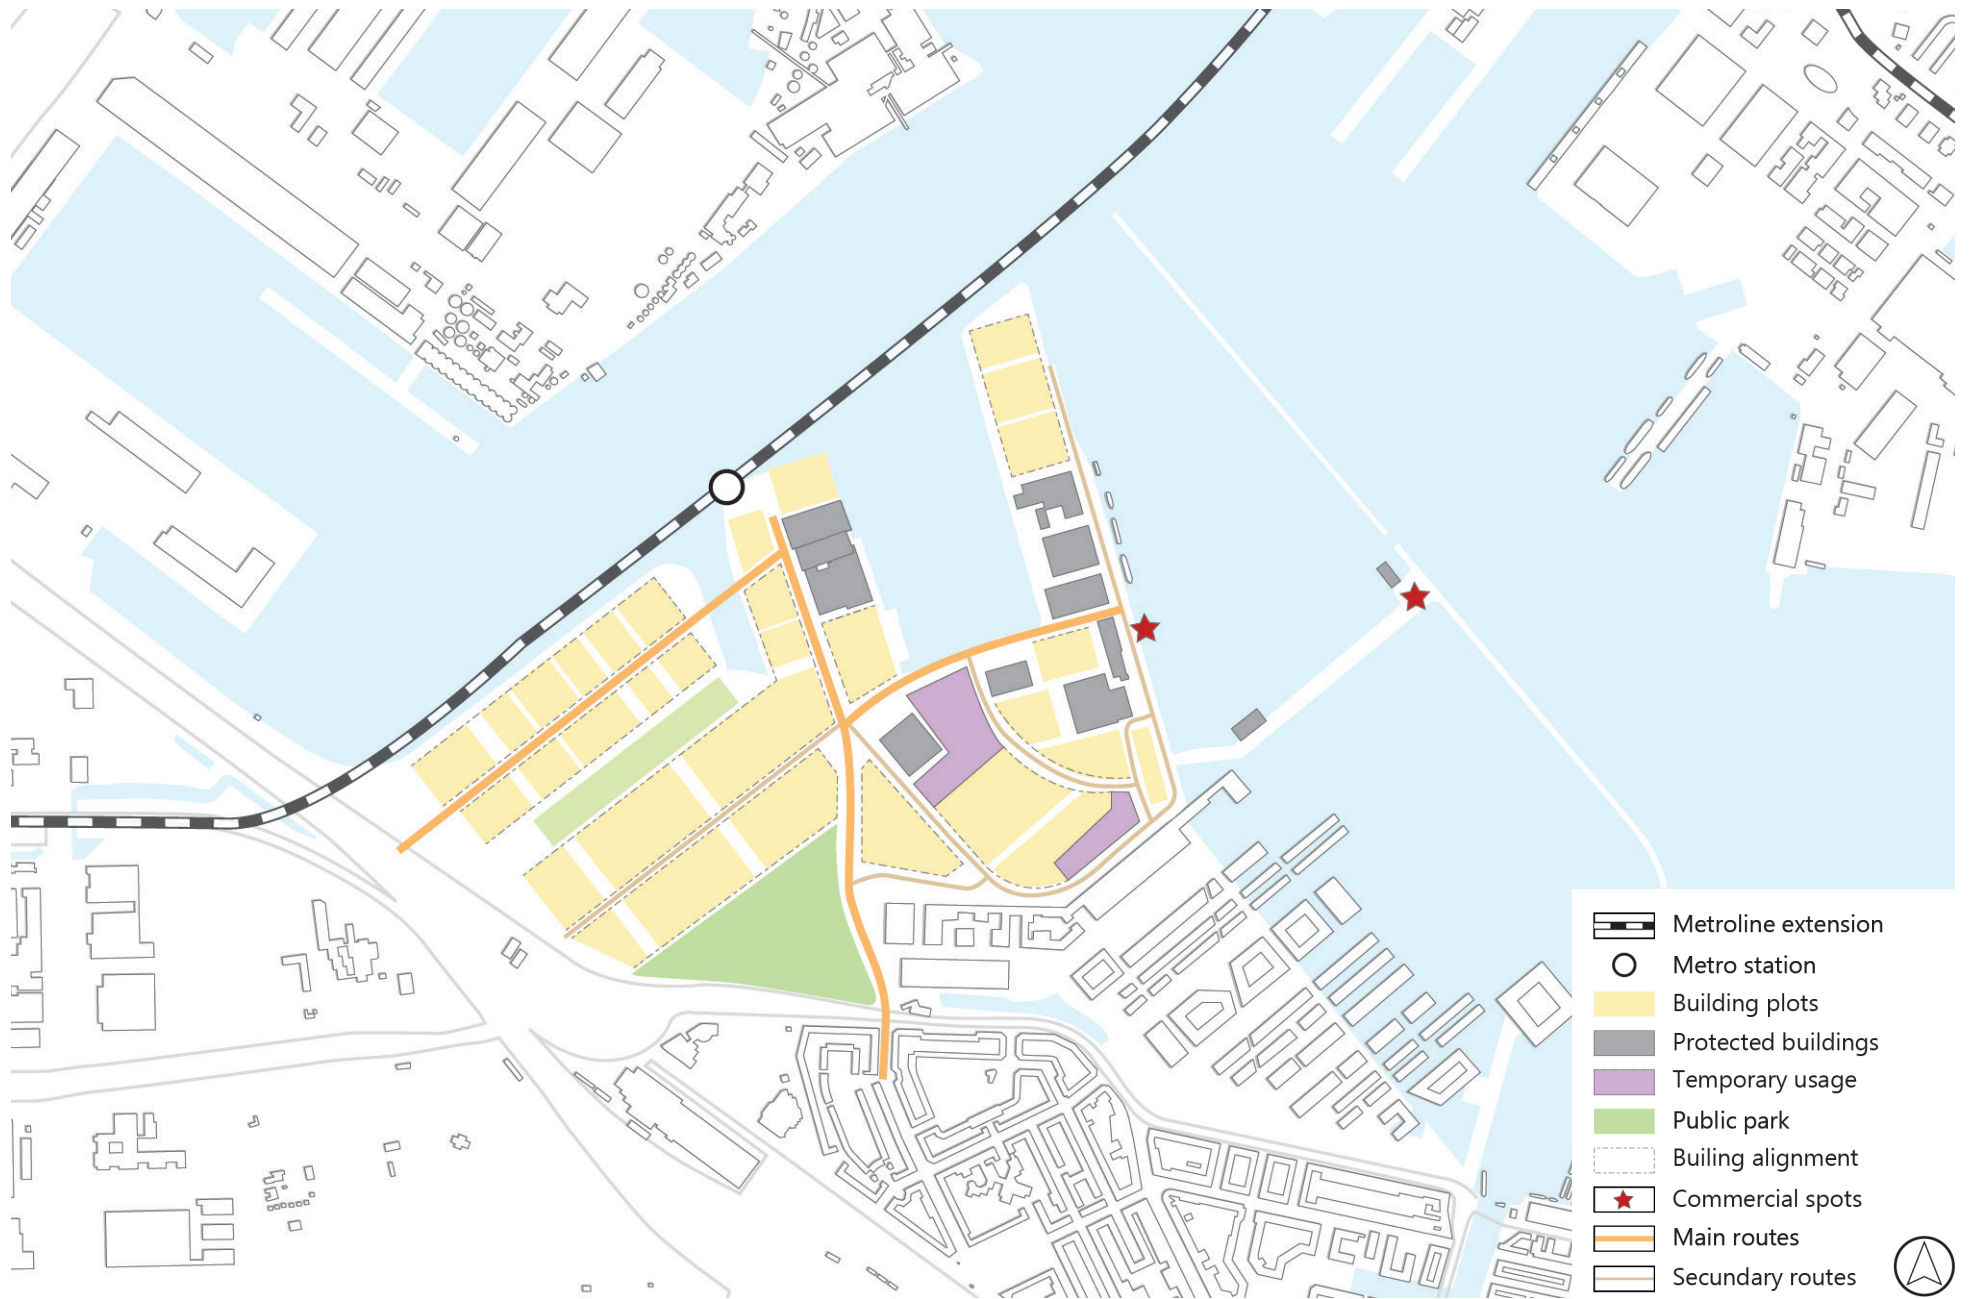 Metroline extension
Metro station
Building plots
Protected buildings
Temporary usage
Public park
Builing alignment
Commercial spots
Main routes
Secundary routes